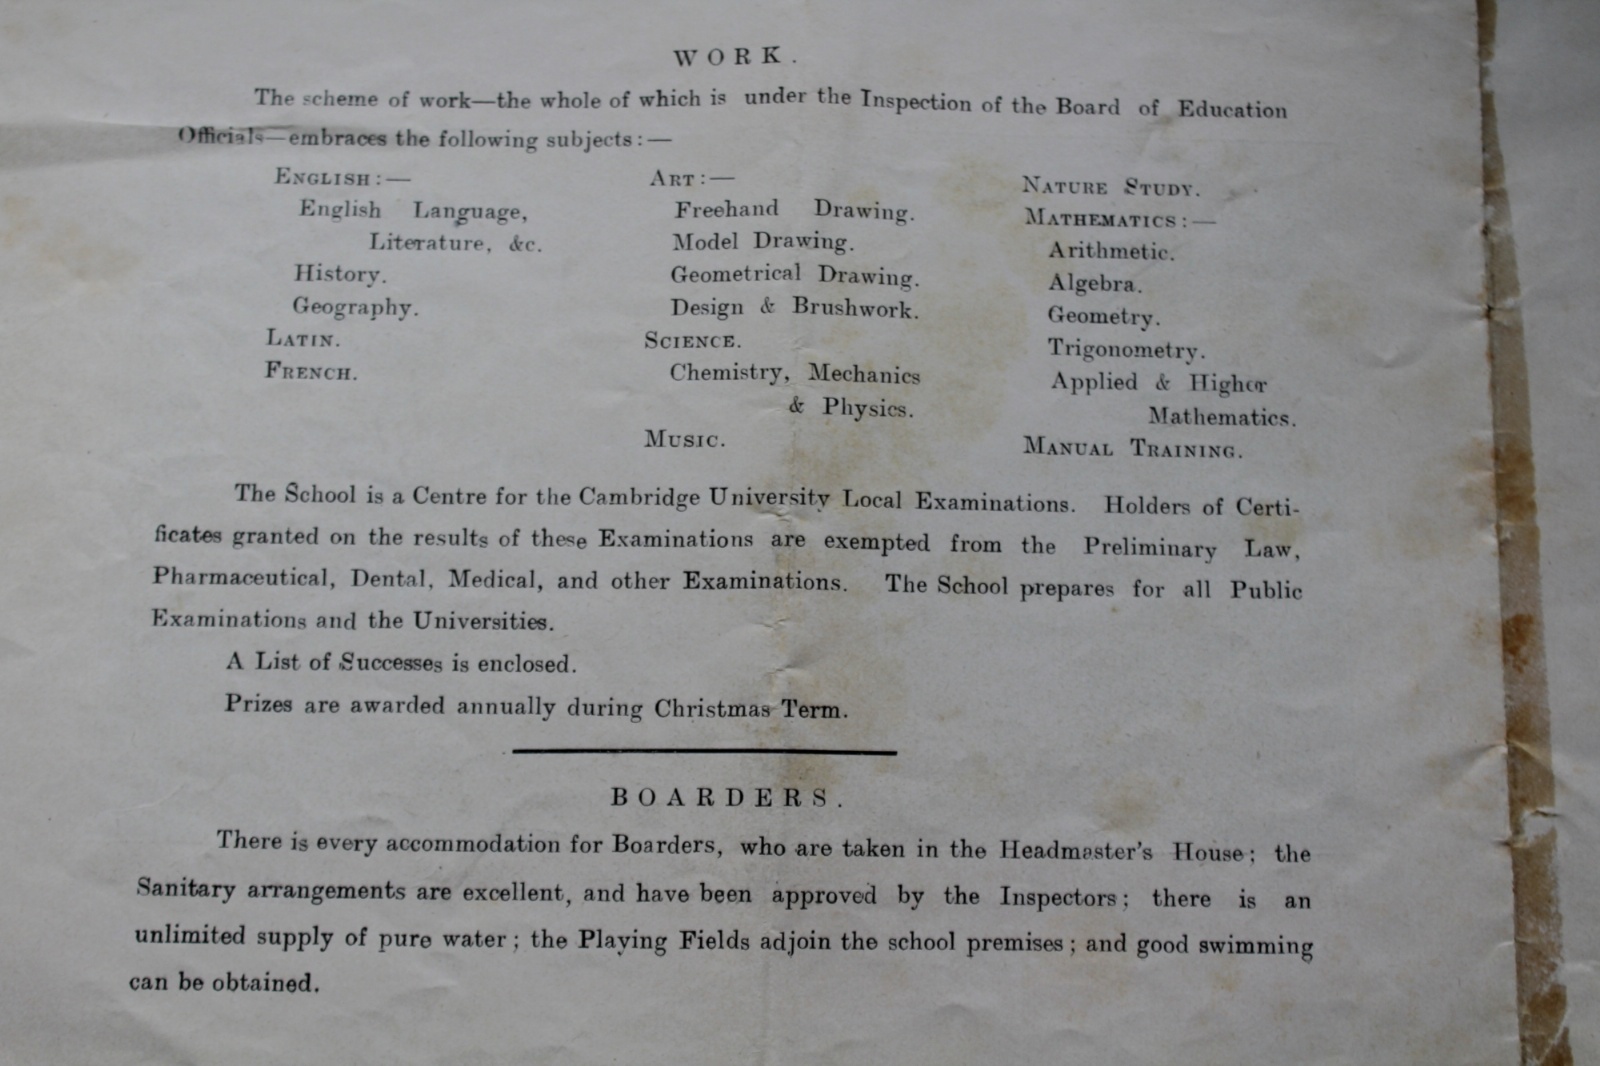 WORK.
The scheme of work—the whole of which is under the Inspection of the Board of Education
Officials—embraces the following subjects:—
ENGLISH:—
English Language,
Literature, &c.
History.
Geography.
LATIN.
FRENCH.
ART:—
Freehand Drawing.
Model Drawing.
Geometrical Drawing.
Design & Brushwork.
SCIENCE.
Chemistry, Mechanics
& Physics.
MUSIC.
NATURE STUDY.
MATHEMATICS:—
Arithmetic.
Algebra.
Geometry.
Trigonometry.
Applied & Higher
Mathematics.
MANUAL TRAINING.
The School is a Centre for the Cambridge University Local Examinations. Holders of Certi-
ficates granted on the results of these Examinations are exempted from the Preliminary Law,
Pharmaceutical, Dental, Medical, and other Examinations. The School prepares for all Public
Examinations and the Universities.
A List of Successes is enclosed.
Prizes are awarded annually during Christmas Term.
BOARDERS.
There is every accommodation for Boarders, who are taken in the Headmaster's House; the
Sanitary arrangements are excellent, and have been approved by the Inspectors; there is an
unlimited supply of pure water; the Playing Fields adjoin the school premises; and good swimming
can be obtained.